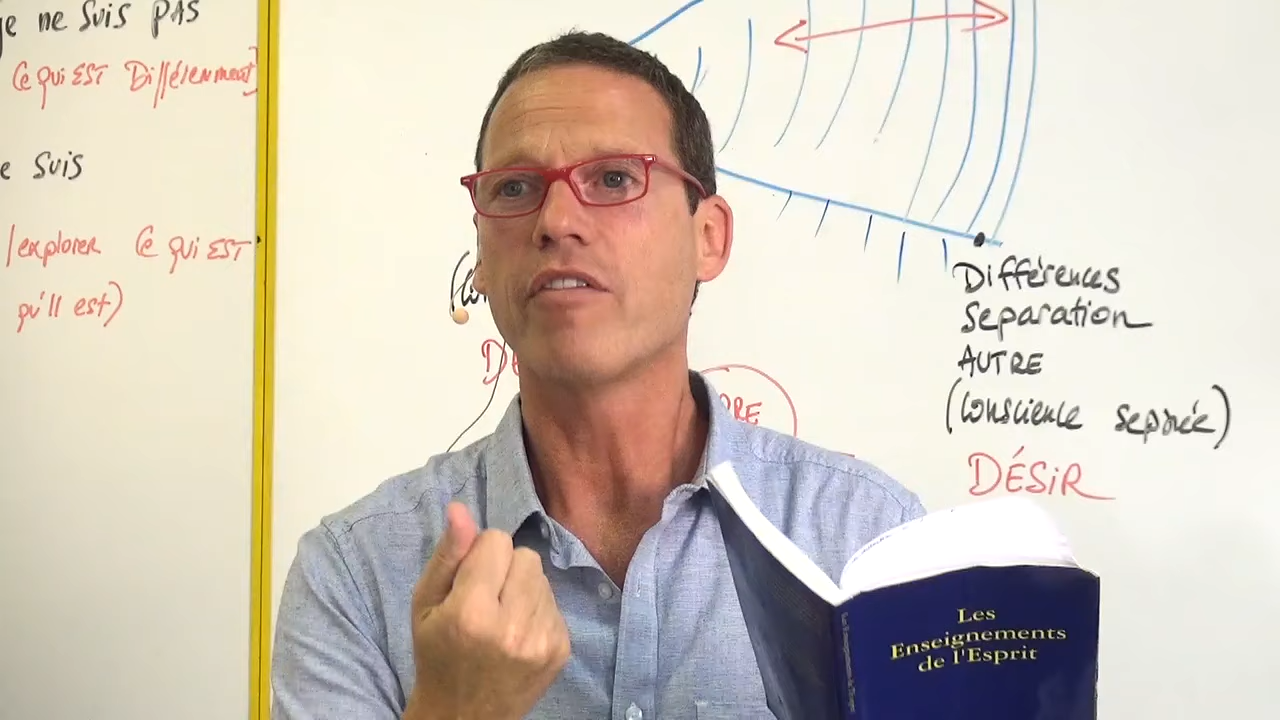 je ne suis PAS
Ce qui EST Différemment]
e suis
/explorer Ce qui EST
qu'il est)
Différences
Separation
AUTRE
(Conscience séparée)
DÉSiR
Les
Enseignements
de l'Esprit